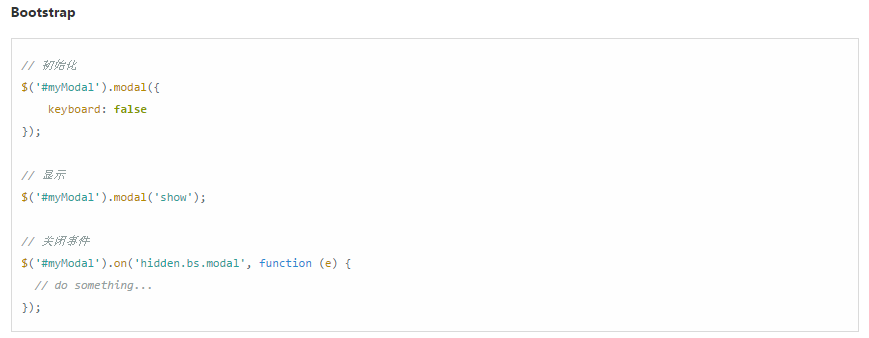 Bootstrap
// 初始化
$('#myModal').modal({
    keyboard: false
});
// 显示
$('#myModal').modal('show');
// 关闭事件
$('#myModal').on('hidden.bs.modal', function (e) {
  // do something...
});